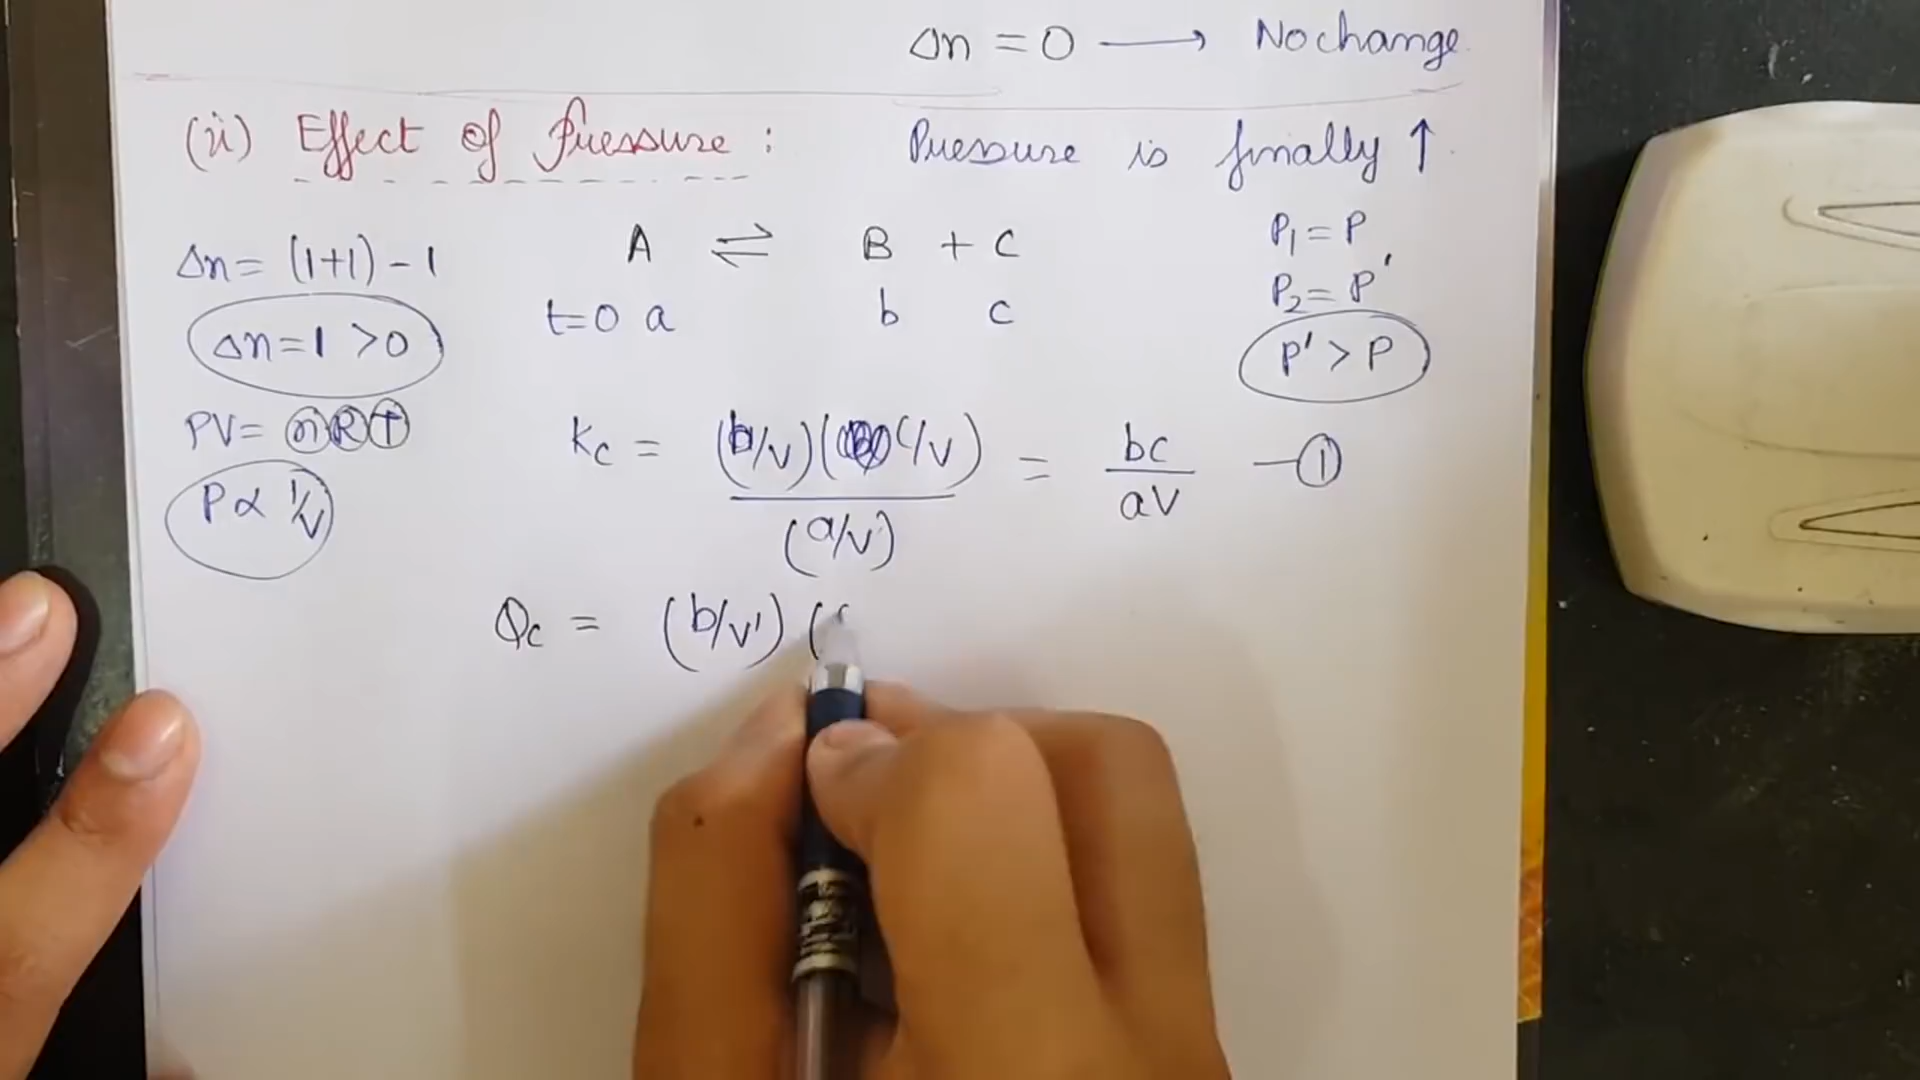 Δn = 0 ⟶ No change.
(ii) Effect of Pressure : Pressure is finally ↑.
Δn = (1+1) - 1
Δn = 1 > 0
PV = nRT
P ∝ 1/V
A ⇌ B + C
t=0 a b c
P₁ = P
P₂ = P'
P' > P
Kc = (b/V)(C/V) / (a/V) = bc / aV —①
Qc = (b/V') (